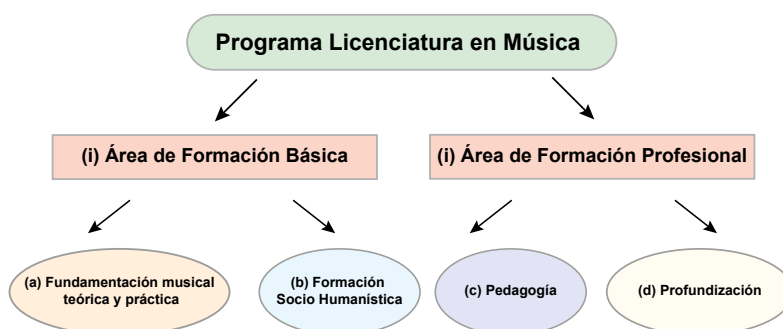 Programa Licenciatura en Música
(i) Área de Formación Básica
(i) Área de Formación Profesional
(a) Fundamentación musical
teórica y práctica
(b) Formación
Socio Humanística
(c) Pedagogía
(d) Profundización